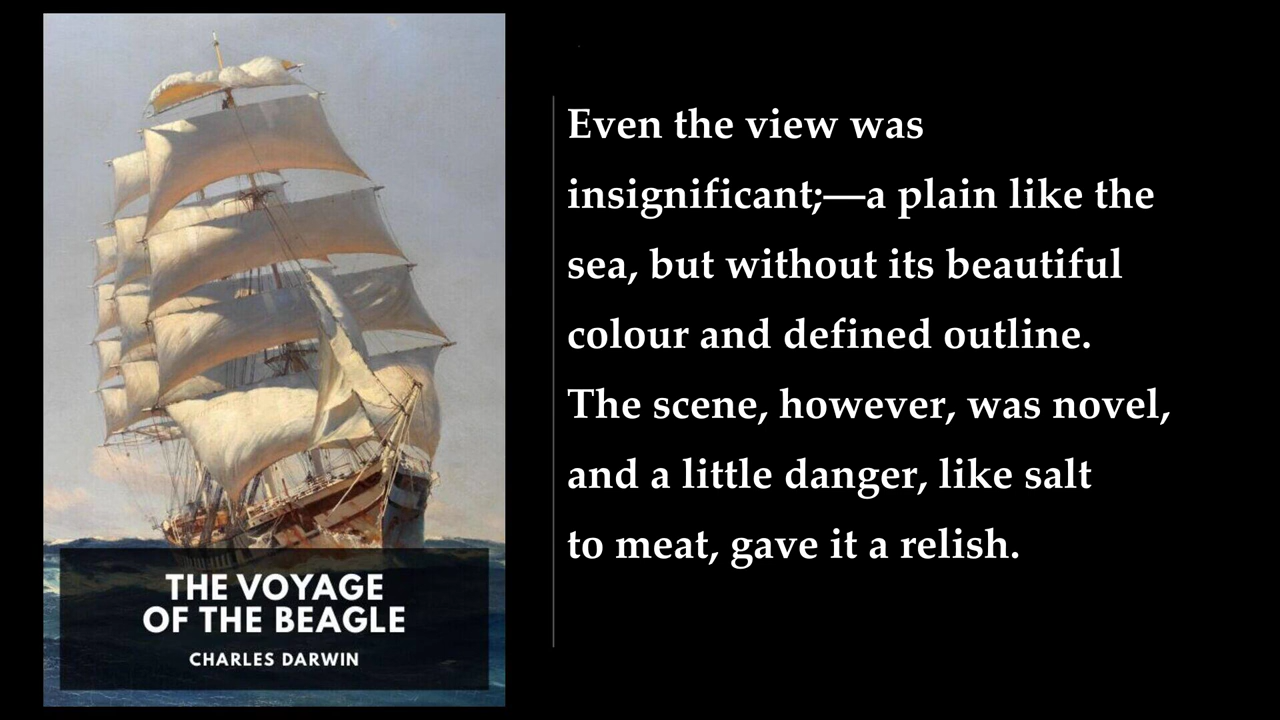 THE VOYAGE
OF THE BEAGLE
CHARLES DARWIN
Even the view was
insignificant;—a plain like the
sea, but without its beautiful
colour and defined outline.
The scene, however, was novel,
and a little danger, like salt
to meat, gave it a relish.